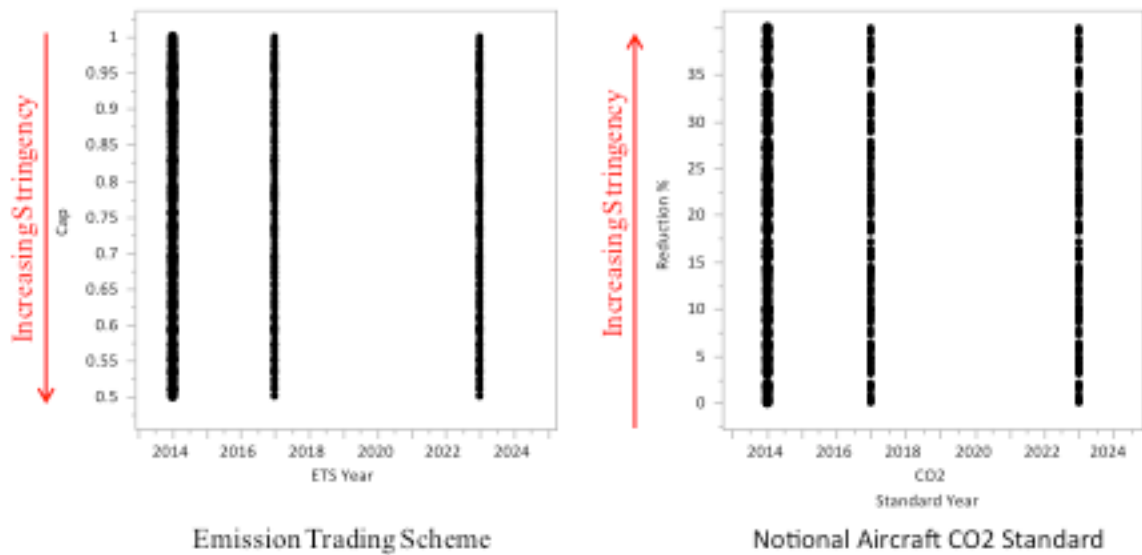 Increasing Stringency
1
0.95
0.9
0.85
0.8
0.75
0.7
0.65
0.6
0.55
0.5
Cap
2014 2016 2018 2020 2022 2024
ETS Year
Emission Trading Scheme
Increasing Stringency
35
30
25
20
15
10
5
0
Reduction %
2014 2016 2018 2020 2022 2024
CO2
Standard Year
Notional Aircraft CO2 Standard